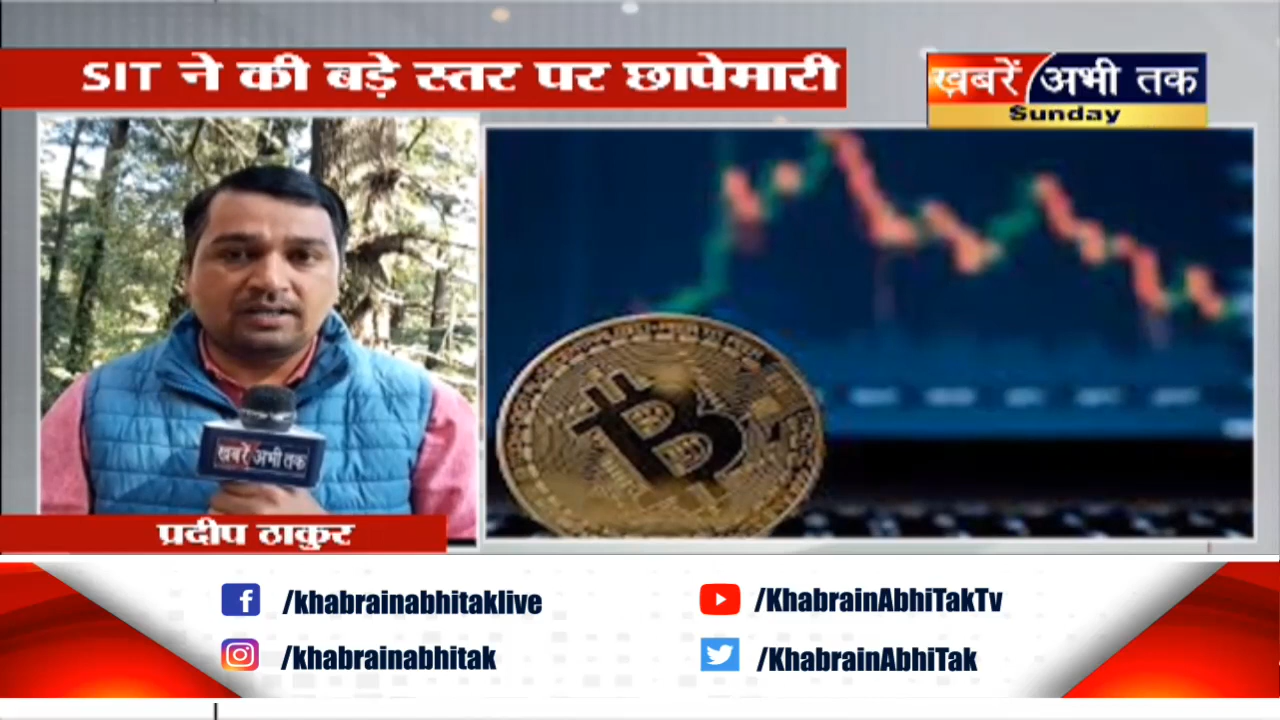 SIT ने की बड़े स्तर पर छापेमारी
ख़बरें अभी तक
Sunday
ख़बरें अभी तक
प्रदीप ठाकुर
/khabrainabhitaklive
/KhabrainAbhiTakTv
/khabrainabhitak
/KhabrainAbhiTak